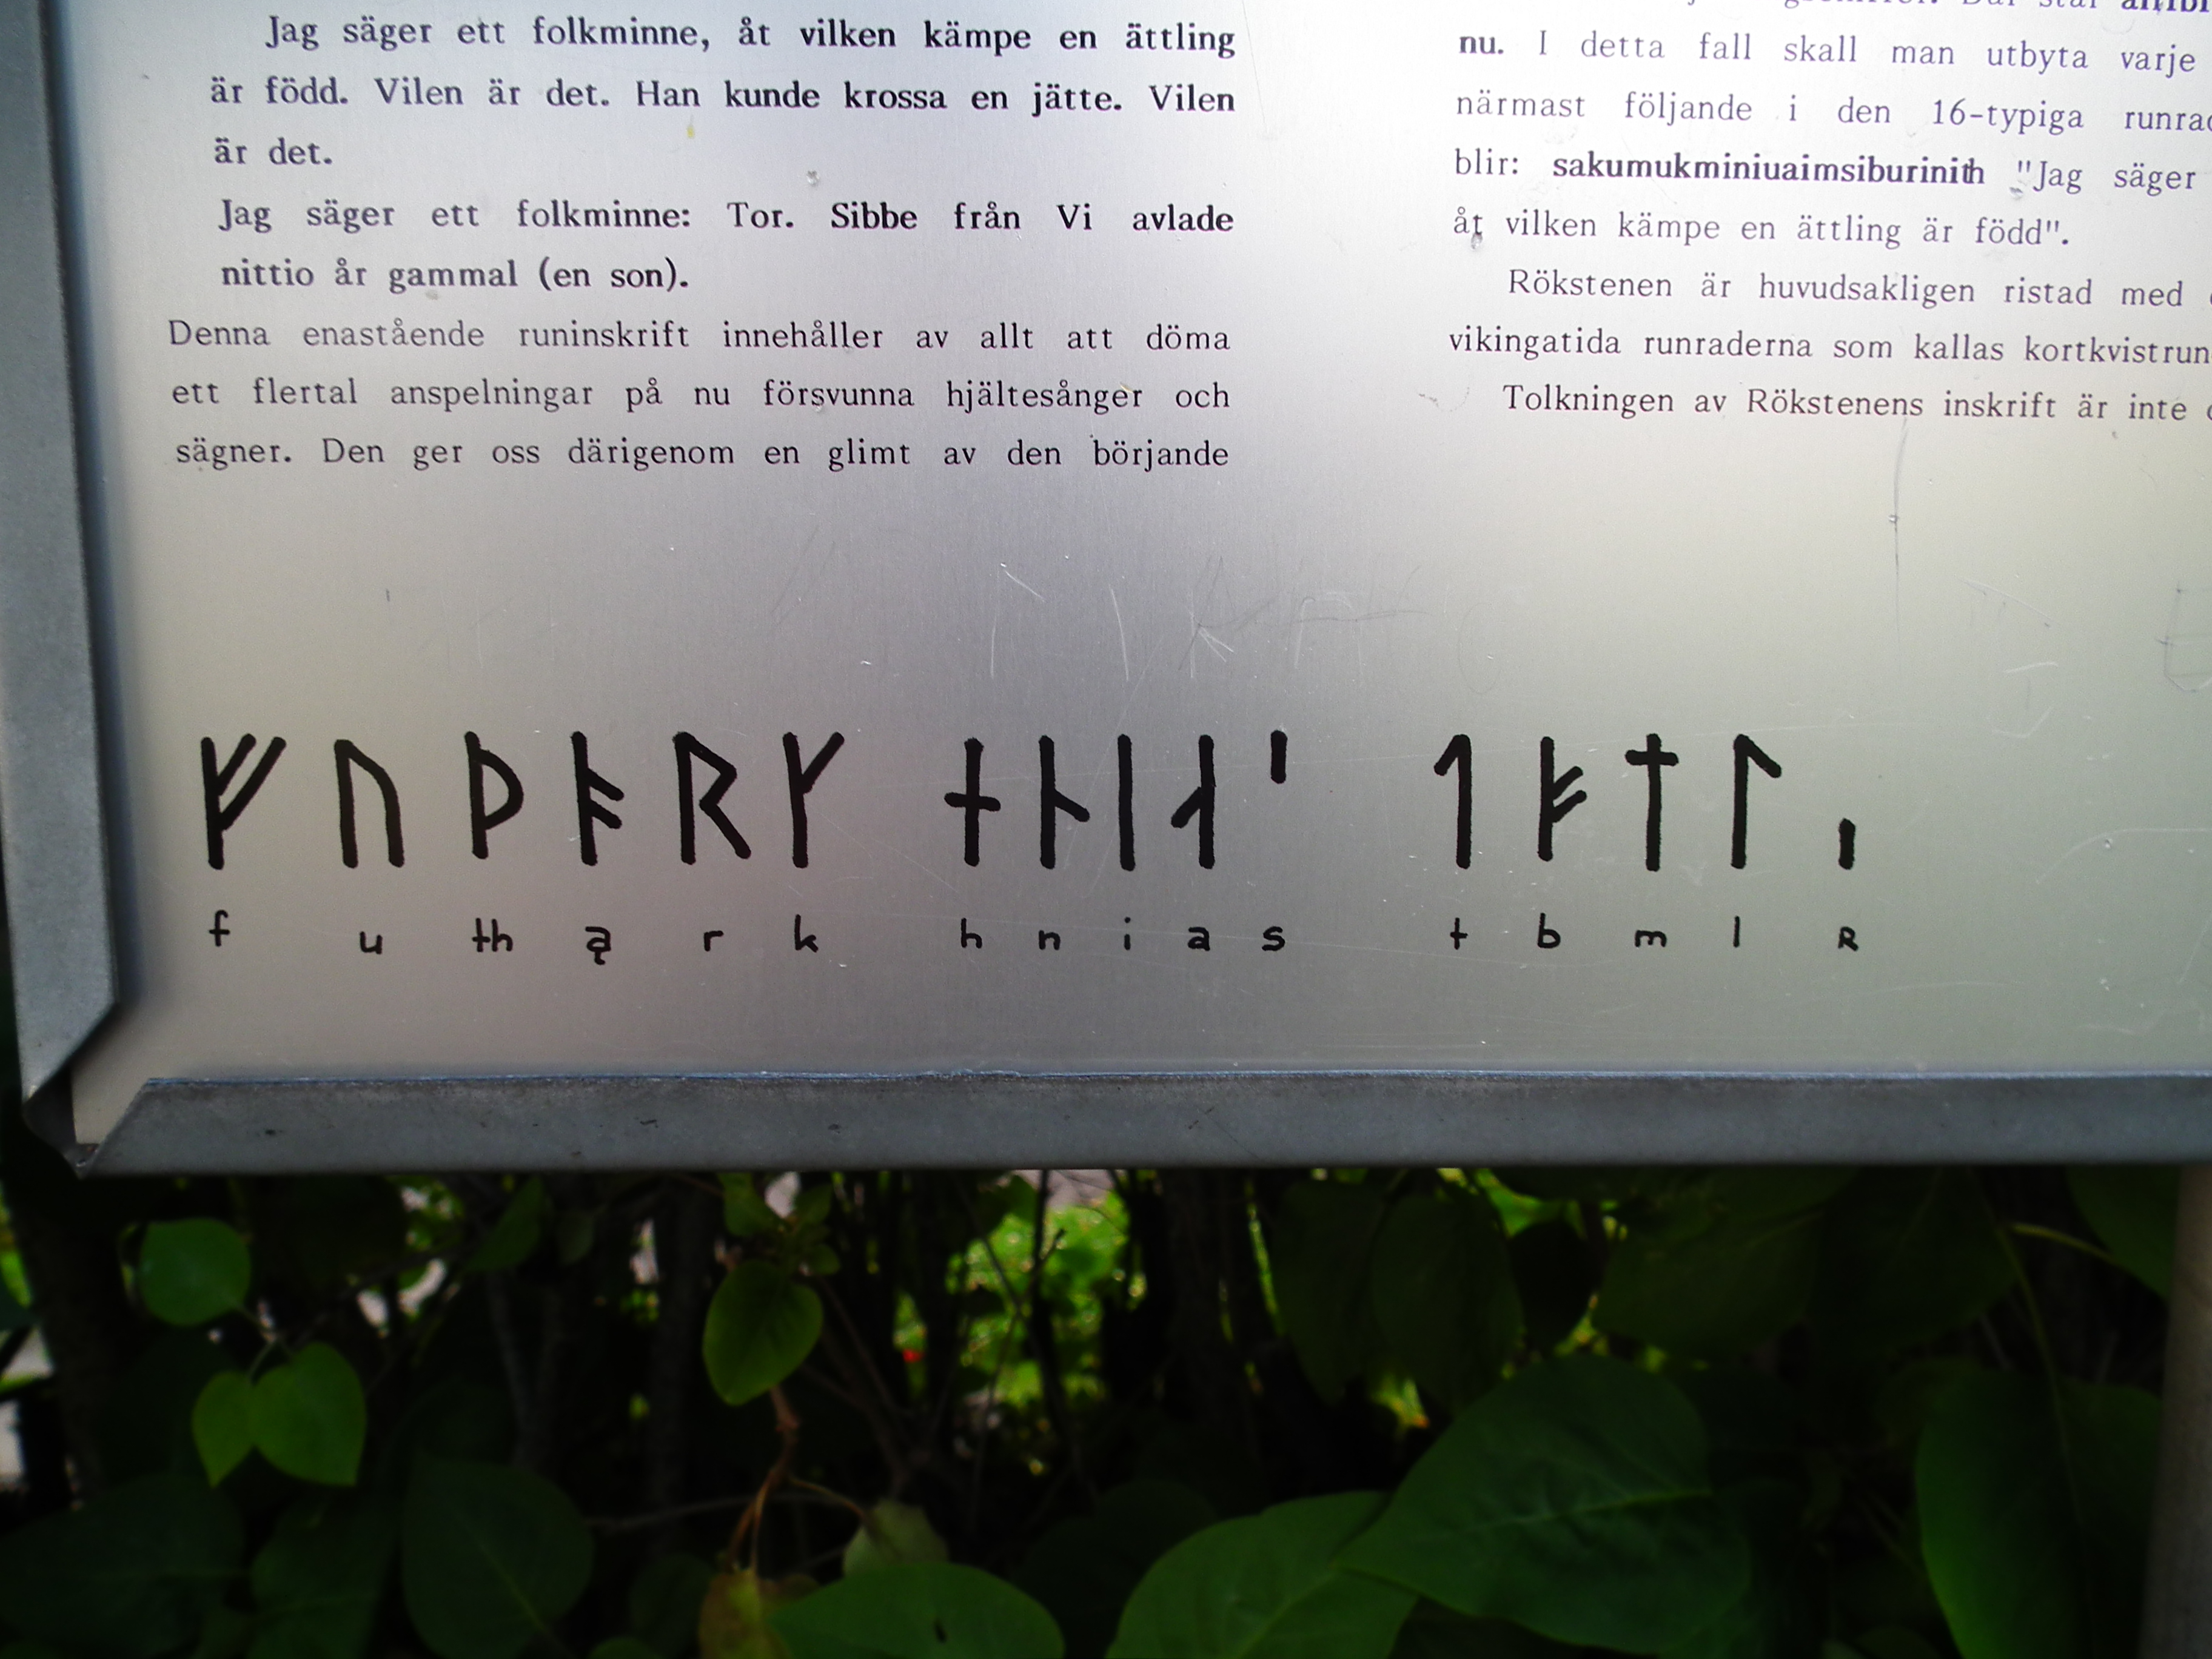 Jag säger ett folkminne, åt vilken kämpe en ättling
är född. Vilen är det. Han kunde krossa en jätte. Vilen
är det.
Jag säger ett folkminne: Tor. Sibbe från Vi avlade
nittio år gammal (en son).
Denna enastående runinskrift innehåller av allt att döma
ett flertal anspelningar på nu försvunna hjältesånger och
sägner. Den ger oss därigenom en glimt av den börjande
nu. I detta fall skall man utbyta varje
närmast följande i den 16-typiga
blir: sakumukminiuaimsiburinith "Jag säger
åt vilken kämpe en ättling är född".
Rökstenen är huvudsakligen ristad med
vikingatida runraderna som kallas
Tolkningen av Rökstenens inskrift är inte
ᚠ ᚢ ᚦ ᚭ ᚱ ᚴ ᚽ ᚿ ᛁ ᛆ ᛌ ᛐ ᛓ ᛙ ᛚ ᛧ
f u th ą r k h n i a s t b m l R